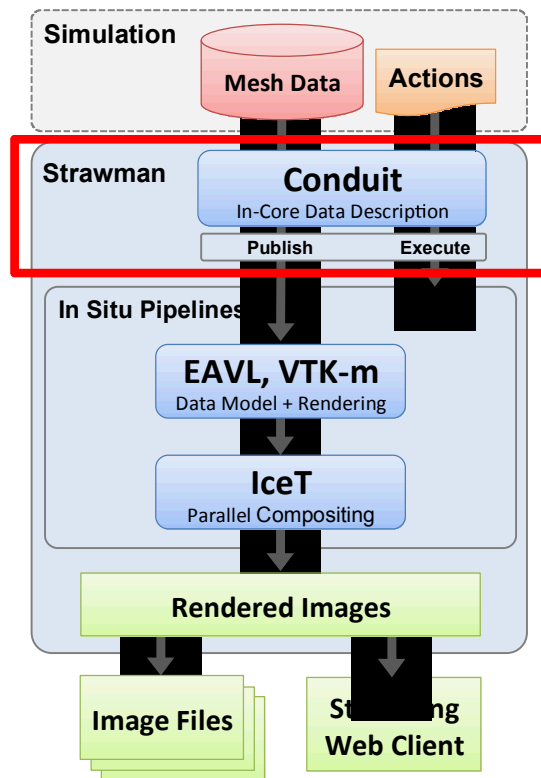 Simulation
Mesh Data
Actions
Strawman
Conduit
In-Core Data Description
Publish
Execute
In Situ Pipelines
EAVL, VTK-m
Data Model + Rendering
IceT
Parallel Compositing
Rendered Images
Image Files
Web Client